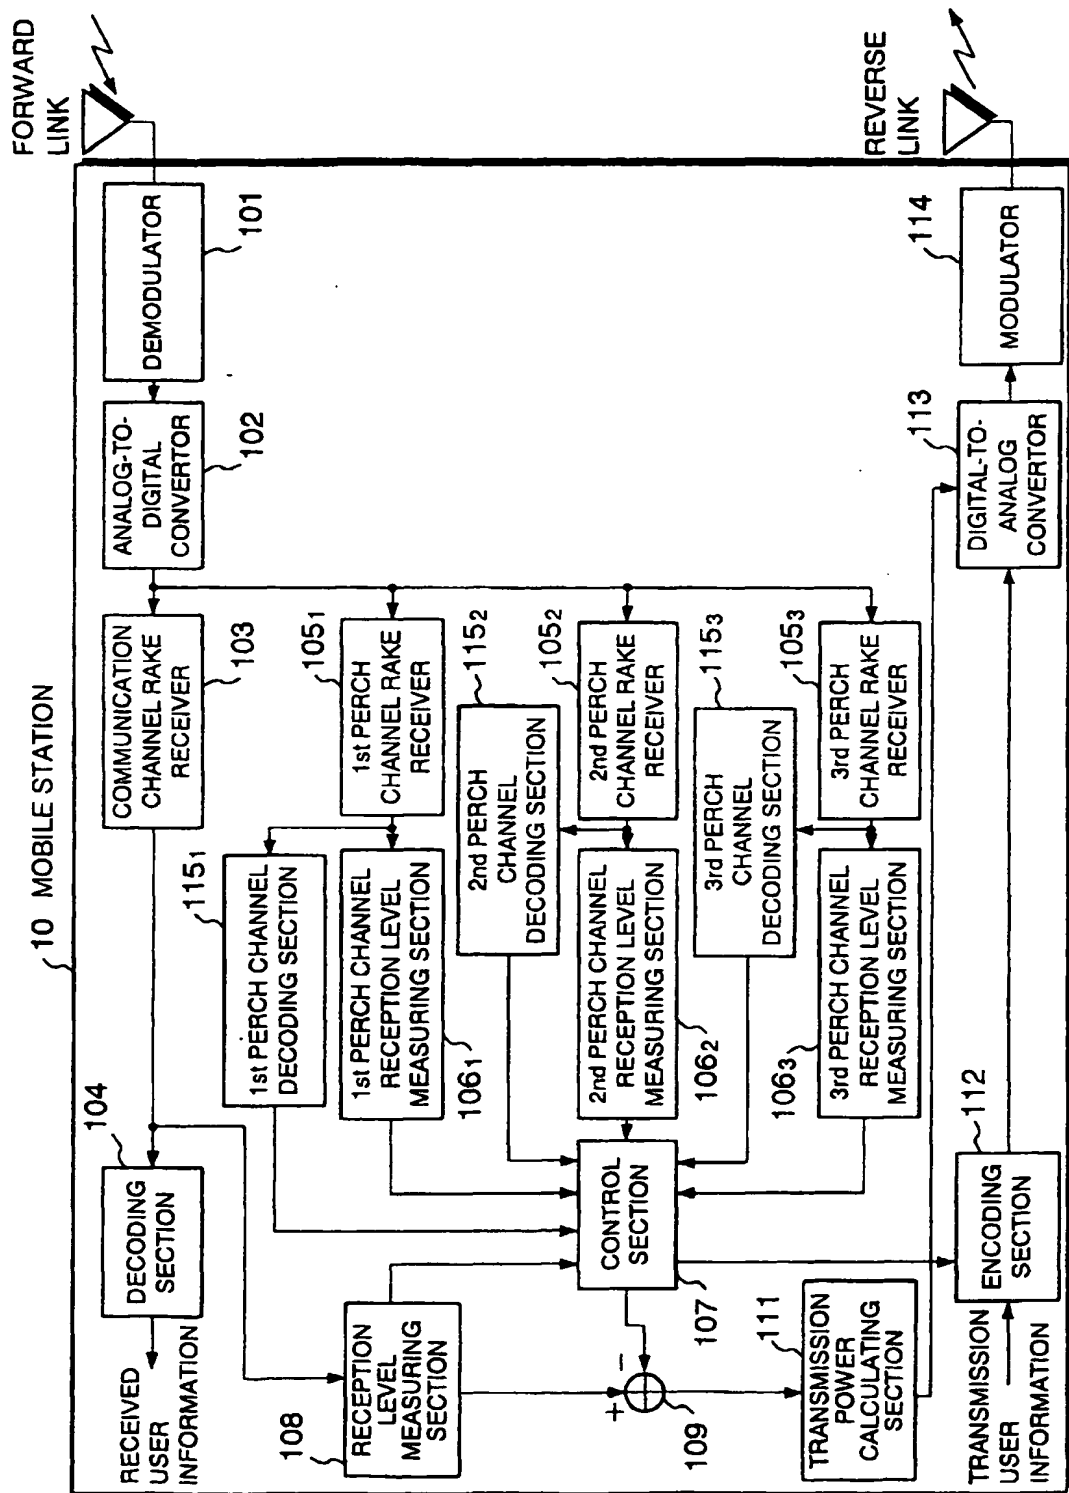 10 MOBILE STATION
FORWARD
LINK
DEMODULATOR
101
ANALOG-TO-
DIGITAL
CONVERTOR
102
COMMUNICATION
CHANNEL RAKE
RECEIVER
103
DECODING
SECTION
104
RECEIVED
USER
INFORMATION
1st PERCH
CHANNEL RAKE
RECEIVER
1051
1st PERCH CHANNEL
DECODING SECTION
1151
1st PERCH CHANNEL
RECEPTION LEVEL
MEASURING SECTION
1061
2nd PERCH
CHANNEL
DECODING SECTION
1152
2nd PERCH
CHANNEL RAKE
RECEIVER
1052
2nd PERCH CHANNEL
RECEPTION LEVEL
MEASURING SECTION
1062
3rd PERCH
CHANNEL
DECODING SECTION
1153
3rd PERCH
CHANNEL RAKE
RECEIVER
1053
3rd PERCH CHANNEL
RECEPTION LEVEL
MEASURING SECTION
1063
CONTROL
SECTION
107
RECEPTION
LEVEL
MEASURING
SECTION
108
+
−
109
TRANSMISSION
POWER
CALCULATING
SECTION
111
TRANSMISSION
USER
INFORMATION
ENCODING
SECTION
112
DIGITAL-TO-
ANALOG
CONVERTOR
113
MODULATOR
114
REVERSE
LINK